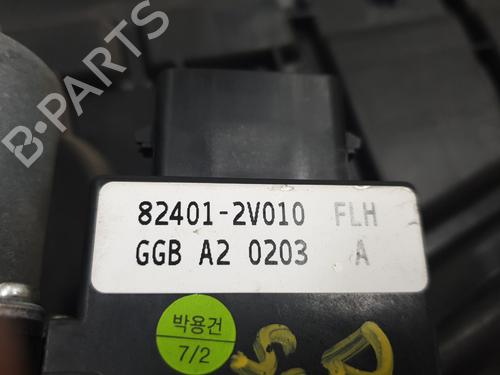 B-PARTS
82401-2V010 FLH
GGB A2 0203 A
박용건
7/2